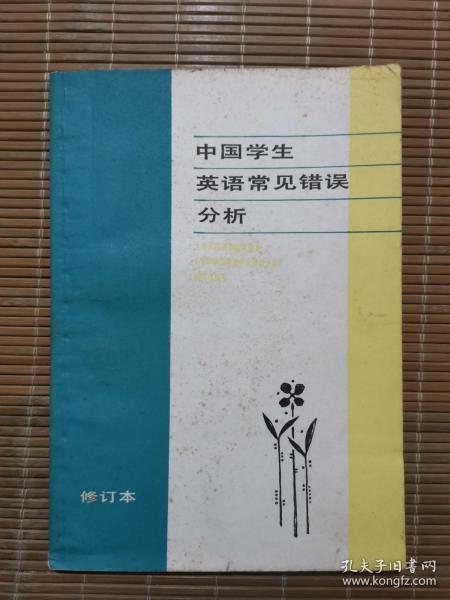 中国学生
英语常见错误
分析
修订本
孔夫子旧书网
www.kongfz.com